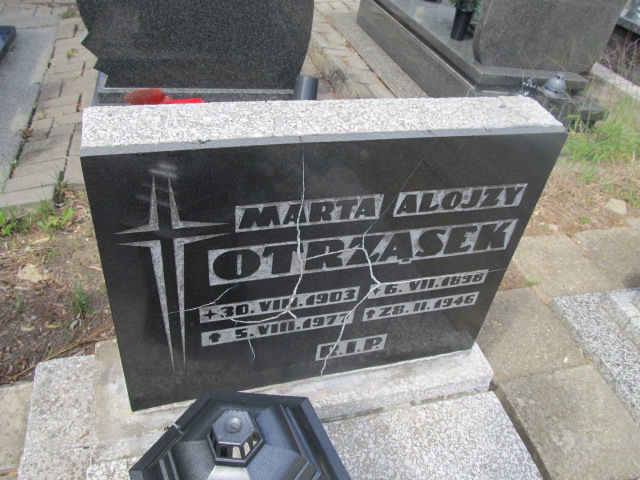 MARTA ALOJZY
OTRZĄSEK
+30.VIII.1903 +6.VII.1898
✝ 5.VIII.1977 ✝ 28.II.1946
R.I.P.